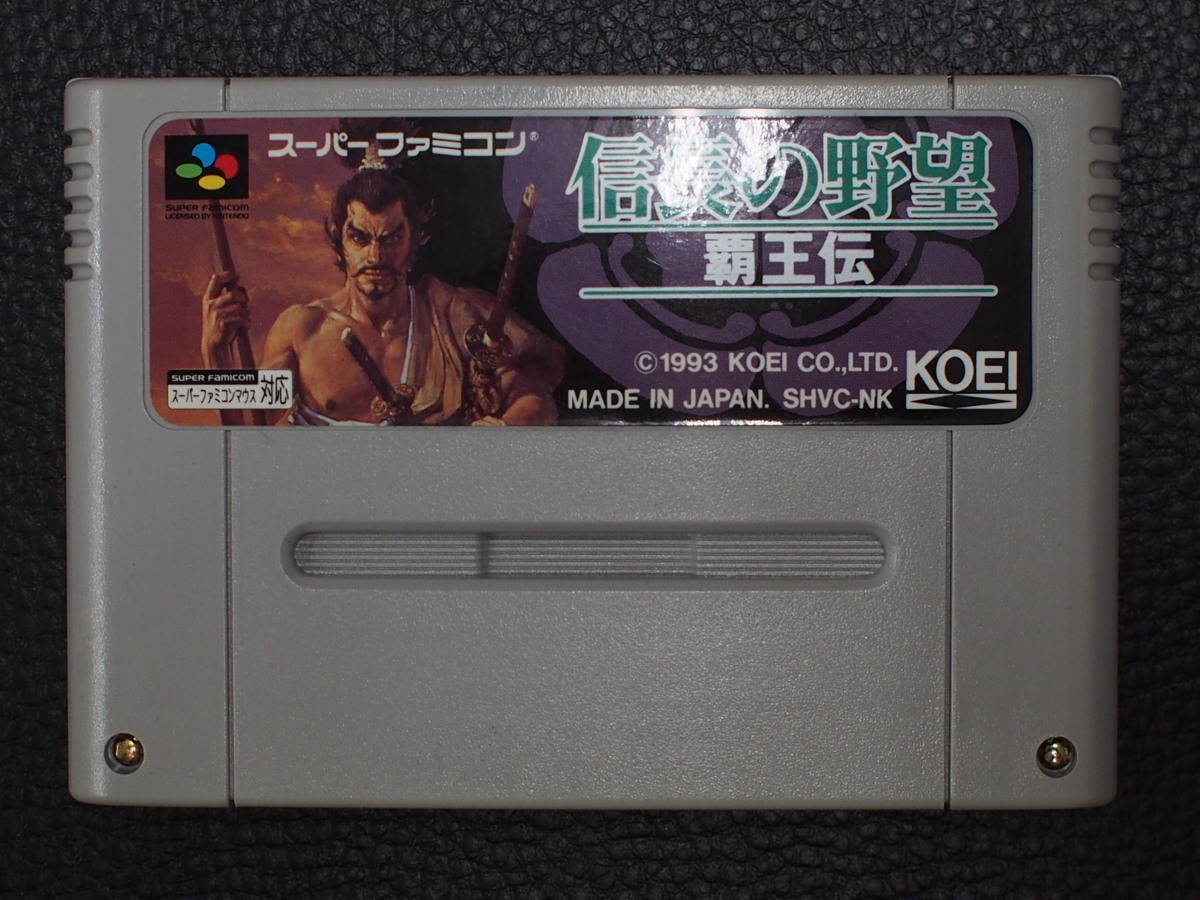 スーパーファミコン®
SUPER FAMICOM
LICENSED BY NINTENDO
信長の野望
覇王伝
SUPER FAMICOM
スーパーファミコンマウス 対応
©1993 KOEI CO.,LTD.
MADE IN JAPAN. SHVC-NK
KOEI